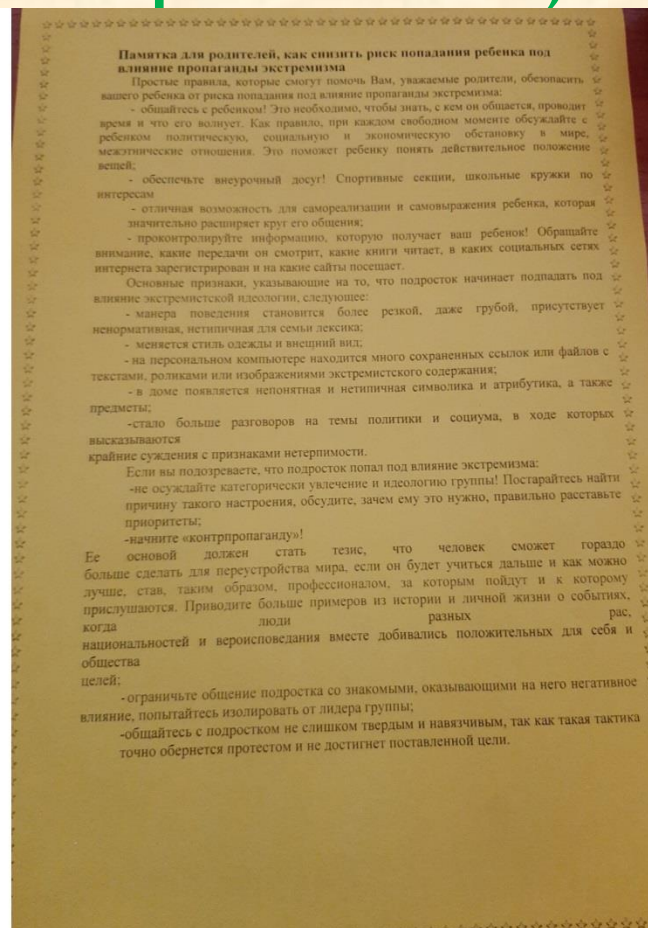 Памятка для родителей, как снизить риск попадания ребенка под
влияние пропаганды экстремизма
Простые правила, которые смогут помочь Вам, уважаемые родители, обезопасить
вашего ребенка от риска попадания под влияние пропаганды экстремизма:
- общайтесь с ребенком! Это необходимо, чтобы знать, с кем он общается, проводит
время и что его волнует. Как правило, при каждом свободном моменте обсуждайте с
ребенком политическую, социальную и экономическую обстановку в мире,
межэтнические отношения. Это поможет ребенку понять действительное положение
вещей;
- обеспечьте внеурочный досуг! Спортивные секции, школьные кружки по
интересам
- отличная возможность для самореализации и самовыражения ребенка, которая
значительно расширяет круг его общения;
- проконтролируйте информацию, которую получает ваш ребенок! Обращайте
внимание, какие передачи он смотрит, какие книги читает, в каких социальных сетях
интернета зарегистрирован и на какие сайты посещает.
Основные признаки, указывающие на то, что подросток начинает подпадать под
влияние экстремистской идеологии, следующее:
- манера поведения становится более резкой, даже грубой, присутствует
ненормативная, нетипичная для семьи лексика;
- меняется стиль одежды и внешний вид;
- на персональном компьютере находится много сохраненных ссылок или файлов с
текстами, роликами или изображениями экстремистского содержания;
- в доме появляется непонятная и нетипичная символика и атрибутика, а также
предметы;
-стало больше разговоров на темы политики и социума, в ходе которых
высказываются
крайние суждения с признаками нетерпимости.
Если вы подозреваете, что подросток попал под влияние экстремизма:
-не осуждайте категорически увлечение и идеологию группы! Постарайтесь найти
причину такого настроения, обсудите, зачем ему это нужно, правильно расставьте
приоритеты;
-начните «контрпропаганду»!
Ее основой должен стать тезис, что человек сможет гораздо
больше сделать для переустройства мира, если он будет учиться дальше и как можно
лучше, став, таким образом, профессионалом, за которым пойдут и к которому
прислушаются. Приводите больше примеров из истории и личной жизни о событиях,
когда люди разных рас,
национальностей и вероисповедания вместе добивались положительных для себя и
общества
целей;
-ограничьте общение подростка со знакомыми, оказывающими на него негативное
влияние, попытайтесь изолировать от лидера группы;
-общайтесь с подростком не слишком твердым и навязчивым, так как такая тактика
точно обернется протестом и не достигнет поставленной цели.